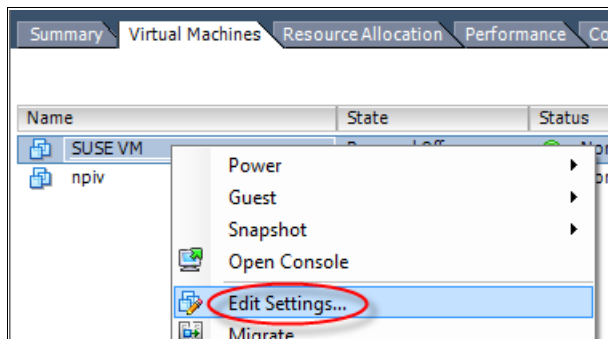 Summary Virtual Machines Resource Allocation Performance
Name State Status
SUSE VM
npiv
Power
Guest
Snapshot
Open Console
Edit Settings...
Migrate